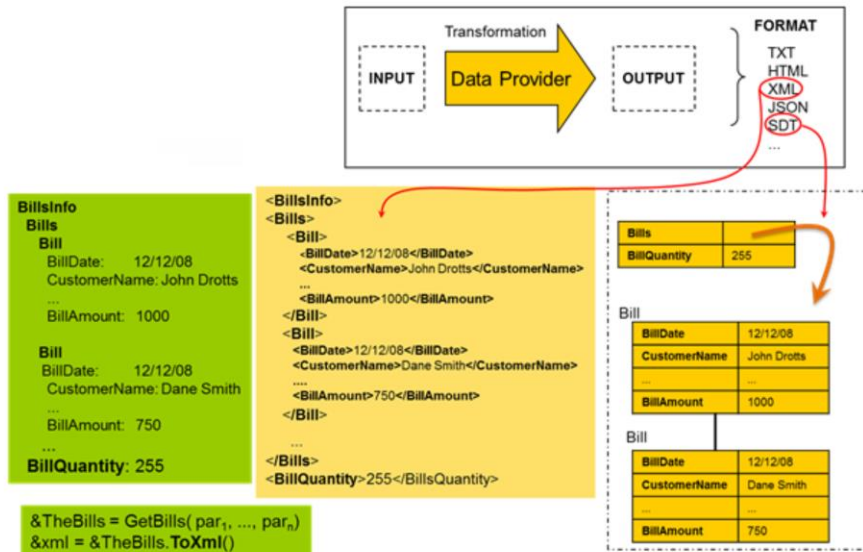 Transformation
FORMAT
INPUT
Data Provider
OUTPUT
TXT
HTML
XML
JSON
SDT
...
BillsInfo
Bills
Bill
BillDate: 12/12/08
CustomerName: John Drotts
...
BillAmount: 1000
Bill
BillDate: 12/12/08
CustomerName: Dane Smith
...
BillAmount: 750
...
BillQuantity: 255
<BillsInfo>
<Bills>
<Bill>
<BillDate>12/12/08</BillDate>
<CustomerName>John Drotts</CustomerName>
...
<BillAmount>1000</BillAmount>
</Bill>
<Bill>
<BillDate>12/12/08</BillDate>
<CustomerName>Dane Smith</CustomerName>
....
<BillAmount>750</BillAmount>
</Bill>
...
</Bills>
<BillQuantity>255</BillsQuantity>
Bills
BillQuantity 255
Bill
BillDate 12/12/08
CustomerName John Drotts
... ...
BillAmount 1000
Bill
BillDate 12/12/08
CustomerName Dane Smith
... ...
BillAmount 750
&TheBills = GetBills( par1, ..., parn)
&xml = &TheBills.ToXml()